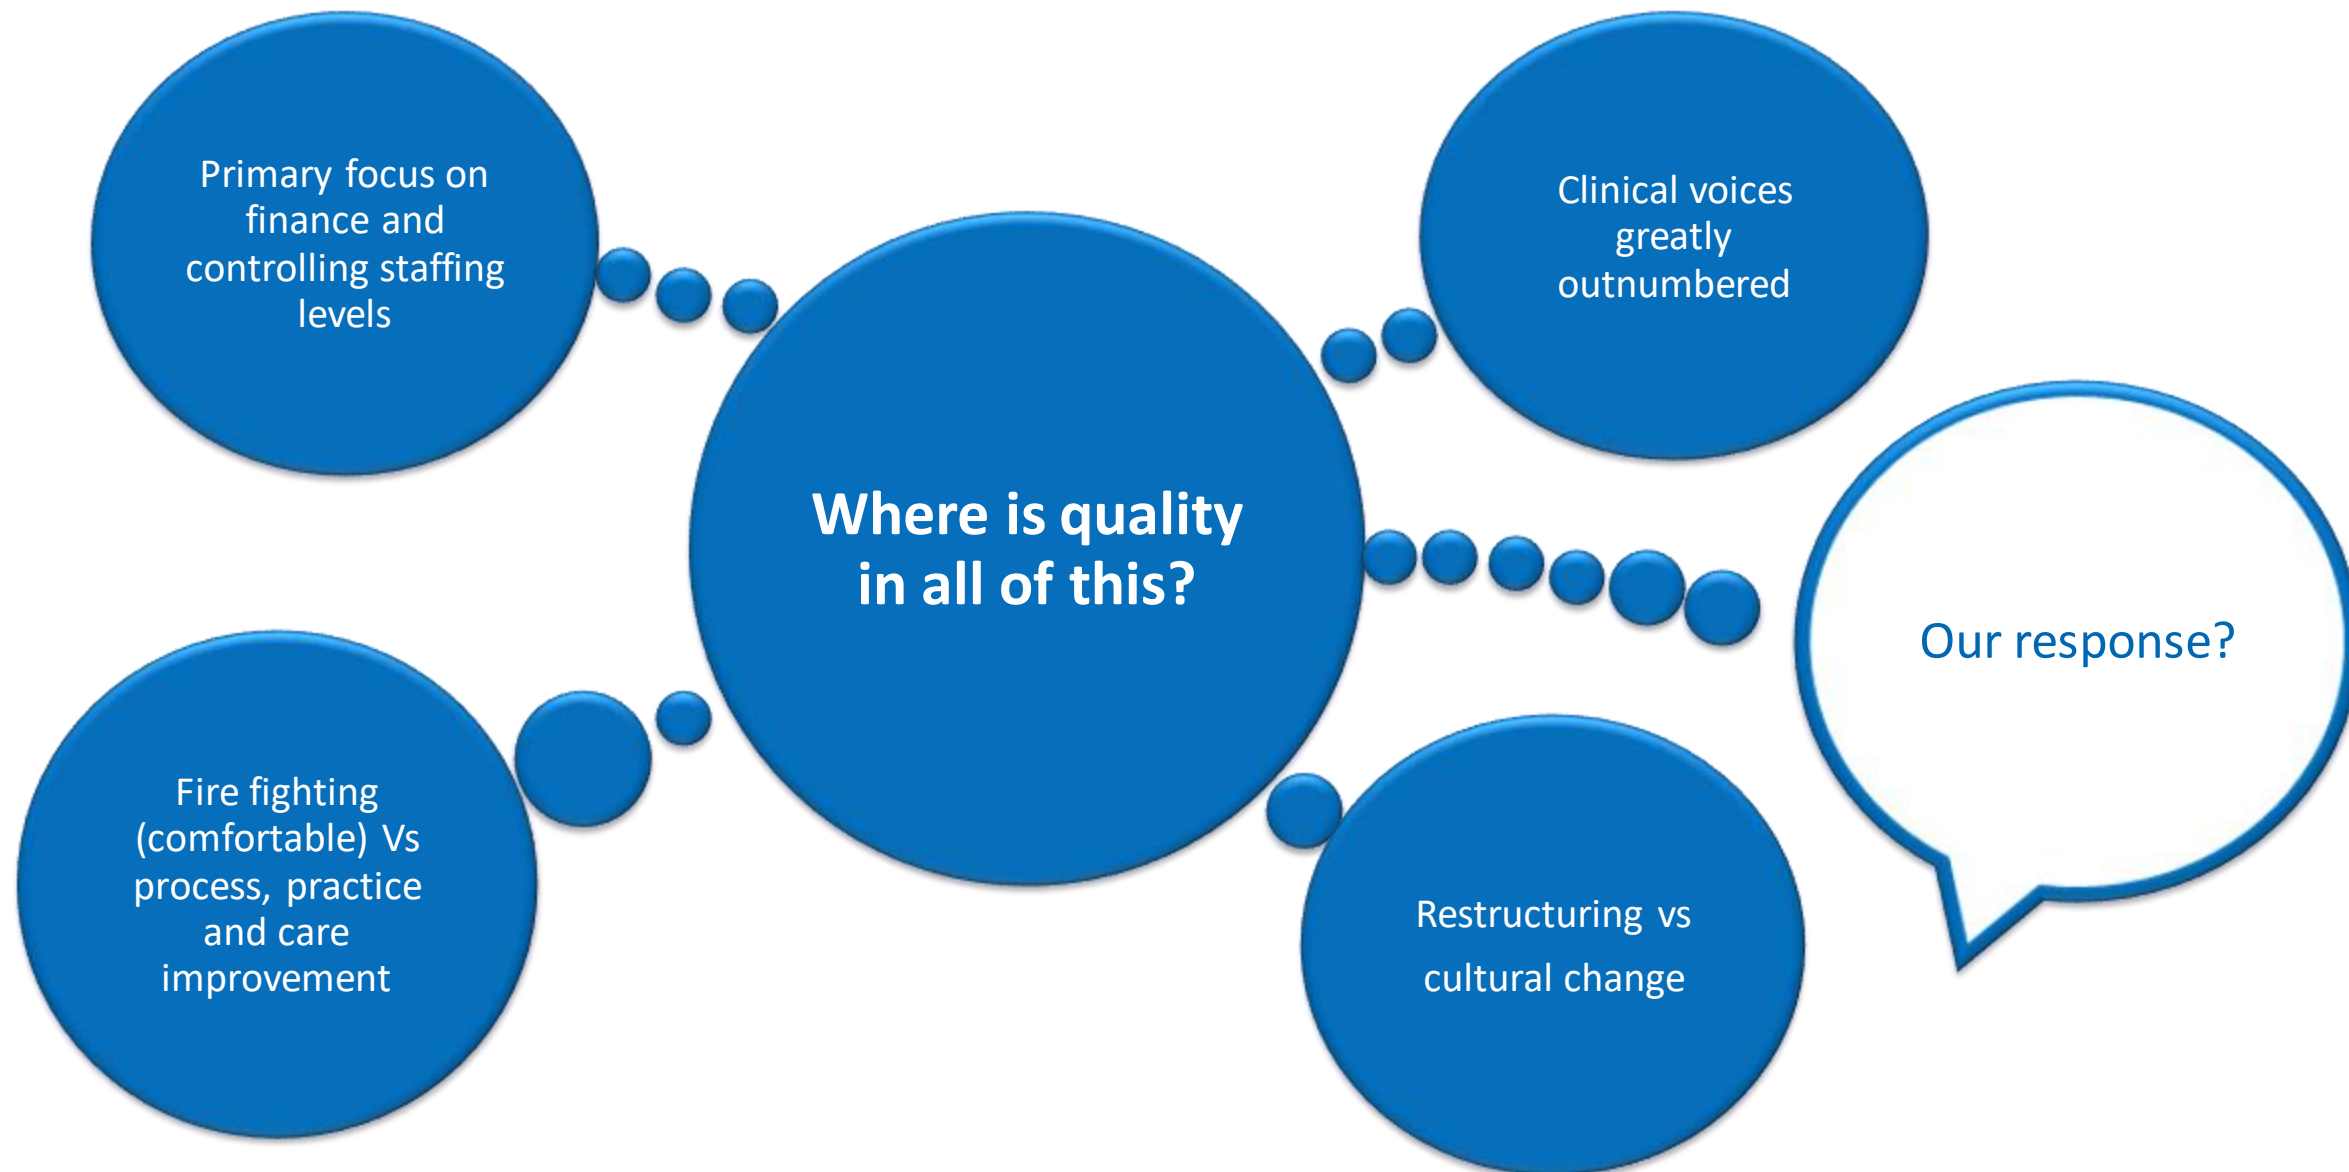 Primary focus on
finance and
controlling staffing
levels
Clinical voices
greatly
outnumbered
Where is quality
in all of this?
Our response?
Fire fighting
(comfortable) Vs
process, practice
and care
improvement
Restructuring vs
cultural change